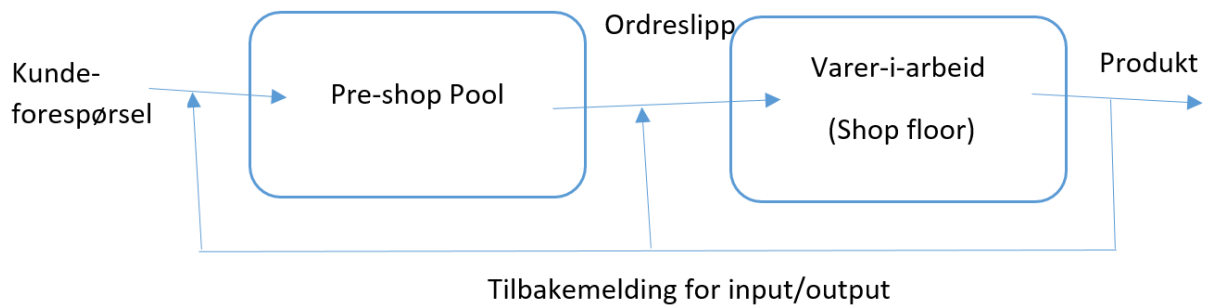 Kunde-
forespørsel
Pre-shop Pool
Ordreslipp
Varer-i-arbeid
(Shop floor)
Produkt
Tilbakemelding for input/output